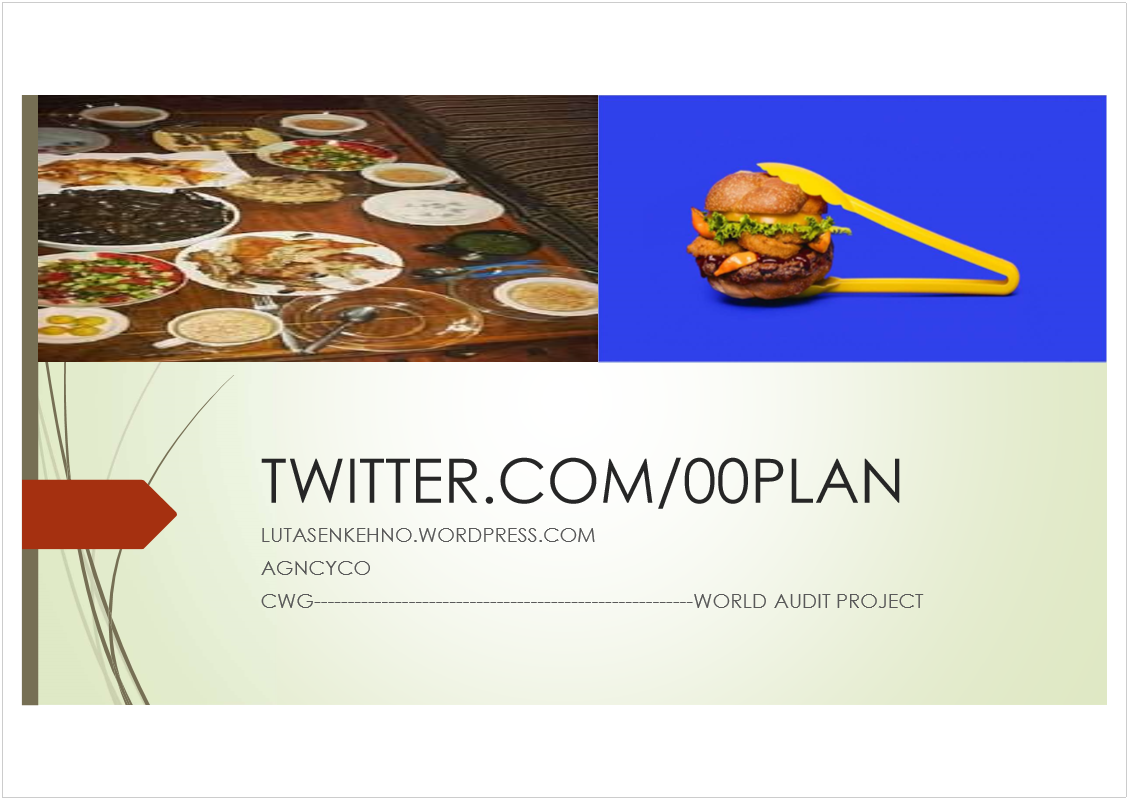 TWITTER.COM/00PLAN
LUTASENKEHNO.WORDPRESS.COM
AGNCYCO
CWG---------------------------------------------------------WORLD AUDIT PROJECT